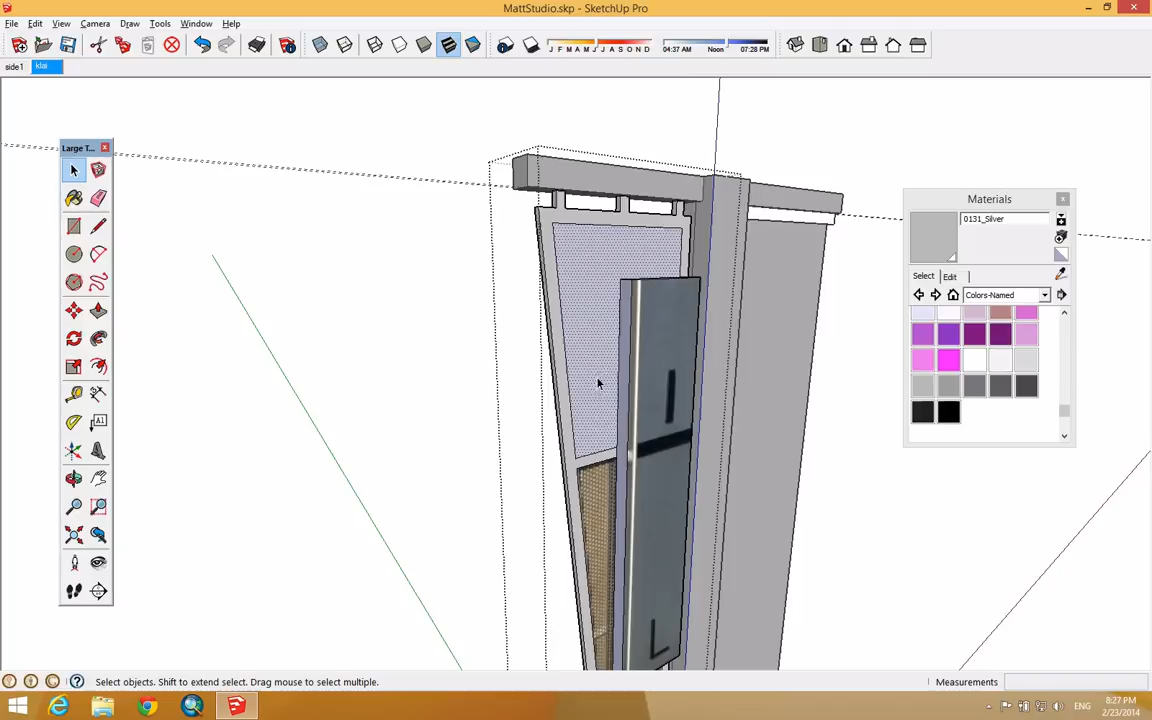 MattStudio.skp - SketchUp Pro
File Edit View Camera Draw Tools Window Help
J F M A M J J A S O N D
04:37 AM Noon 07:28 PM
side1 klai
Large T...
A1
Materials
0131_Silver
Select Edit
Colors-Named
Select objects. Shift to extend select. Drag mouse to select multiple.
Measurements
ENG
8:27 PM
2/23/2014